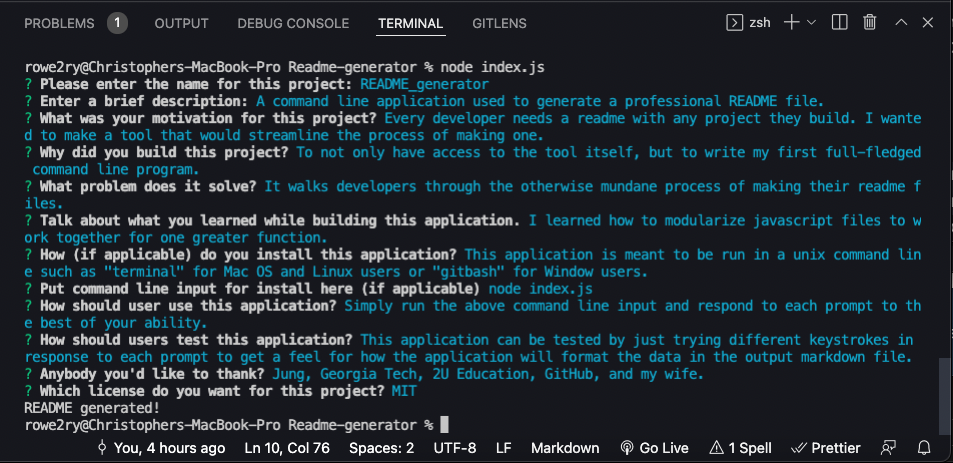 PROBLEMS 1 OUTPUT DEBUG CONSOLE TERMINAL GITLENS zsh
rowe2ry@Christophers-MacBook-Pro Readme-generator % node index.js
? Please enter the name for this project: README_generator
? Enter a brief description: A command line application used to generate a professional README file.
? What was your motivation for this project? Every developer needs a readme with any project they build. I wante
d to make a tool that would streamline the process of making one.
? Why did you build this project? To not only have access to the tool itself, but to write my first full-fledged
command line program.
? What problem does it solve? It walks developers through the otherwise mundane process of making their readme f
iles.
? Talk about what you learned while building this application. I learned how to modularize javascript files to w
ork together for one greater function.
? How (if applicable) do you install this application? This application is meant to be run in a unix command lin
e such as "terminal" for Mac OS and Linux users or "gitbash" for Window users.
? Put command line input for install here (if applicable) node index.js
? How should user use this application? Simply run the above command line input and respond to each prompt to th
e best of your ability.
? How should users test this application? This application can be tested by just trying different keystrokes in
response to each prompt to get a feel for how the application will format the data in the output markdown file.
? Anybody you'd like to thank? Jung, Georgia Tech, 2U Education, GitHub, and my wife.
? Which license do you want for this project? MIT
README generated!
rowe2ry@Christophers-MacBook-Pro Readme-generator %
You, 4 hours ago Ln 10, Col 76 Spaces: 2 UTF-8 LF Markdown Go Live 1 Spell Prettier